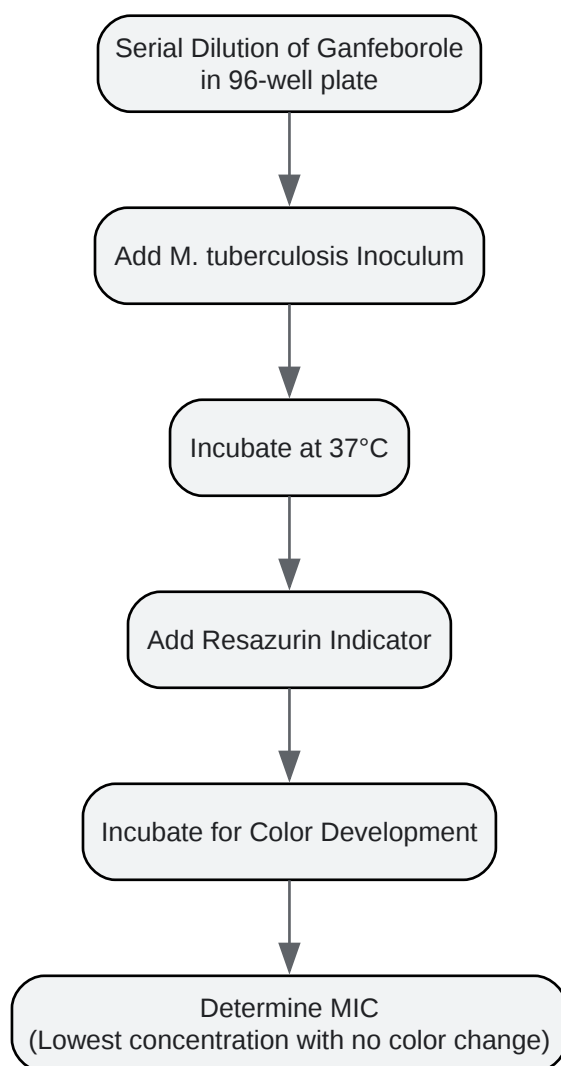 Serial Dilution of Ganfeborole
in 96-well plate
Add M. tuberculosis Inoculum
Incubate at 37°C
Add Resazurin Indicator
Incubate for Color Development
Determine MIC
(Lowest concentration with no color change)